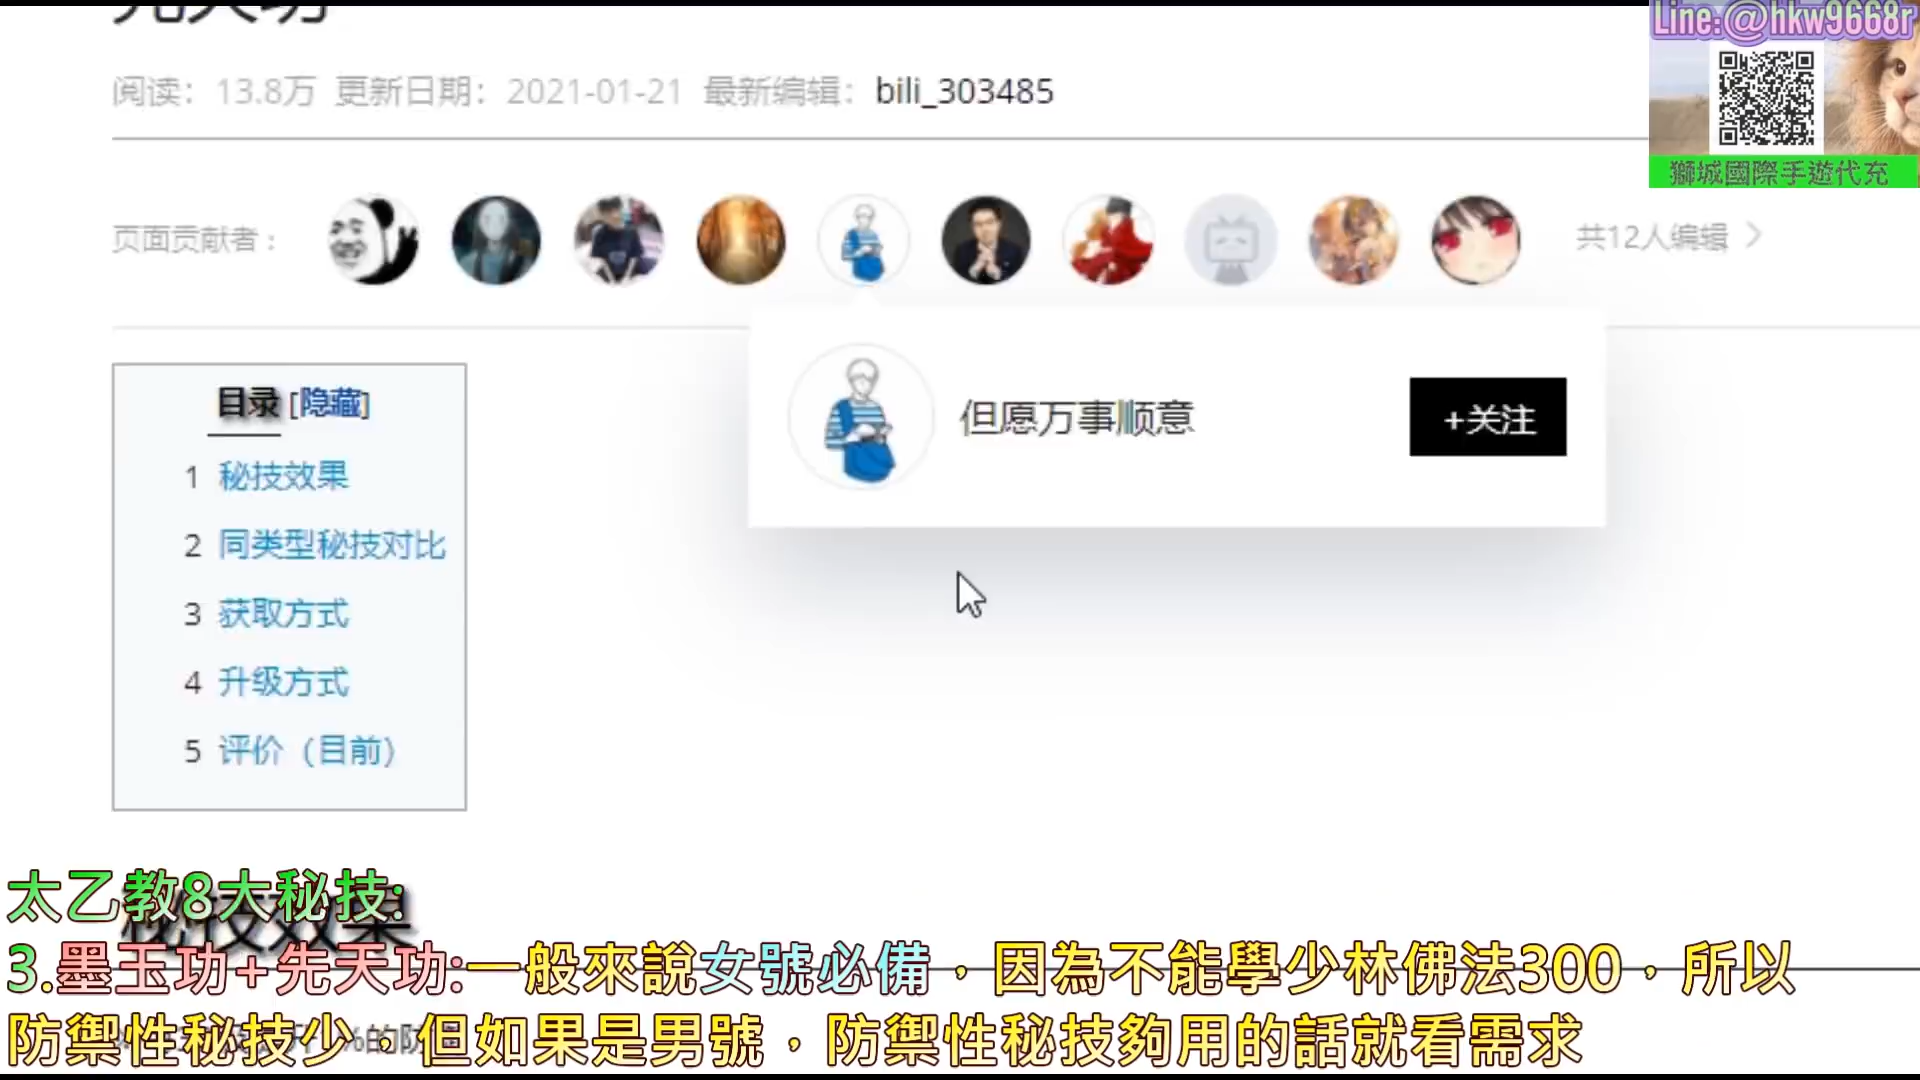 先天功
Line:@hkw9668r
阅读：13.8万 更新日期：2021-01-21 最新编辑：bili_303485
獅城國際手遊代充
页面贡献者：
共12人编辑
但愿万事顺意
+关注
目录 [隐藏]
1 秘技效果
2 同类型秘技对比
3 获取方式
4 升级方式
5 评价（目前）
秘技效果
太乙教8大秘技:
3.墨玉功+先天功:一般來說女號必備，因為不能學少林佛法300，所以
防禦性秘技少，但如果是男號，防禦性秘技夠用的話就看需求